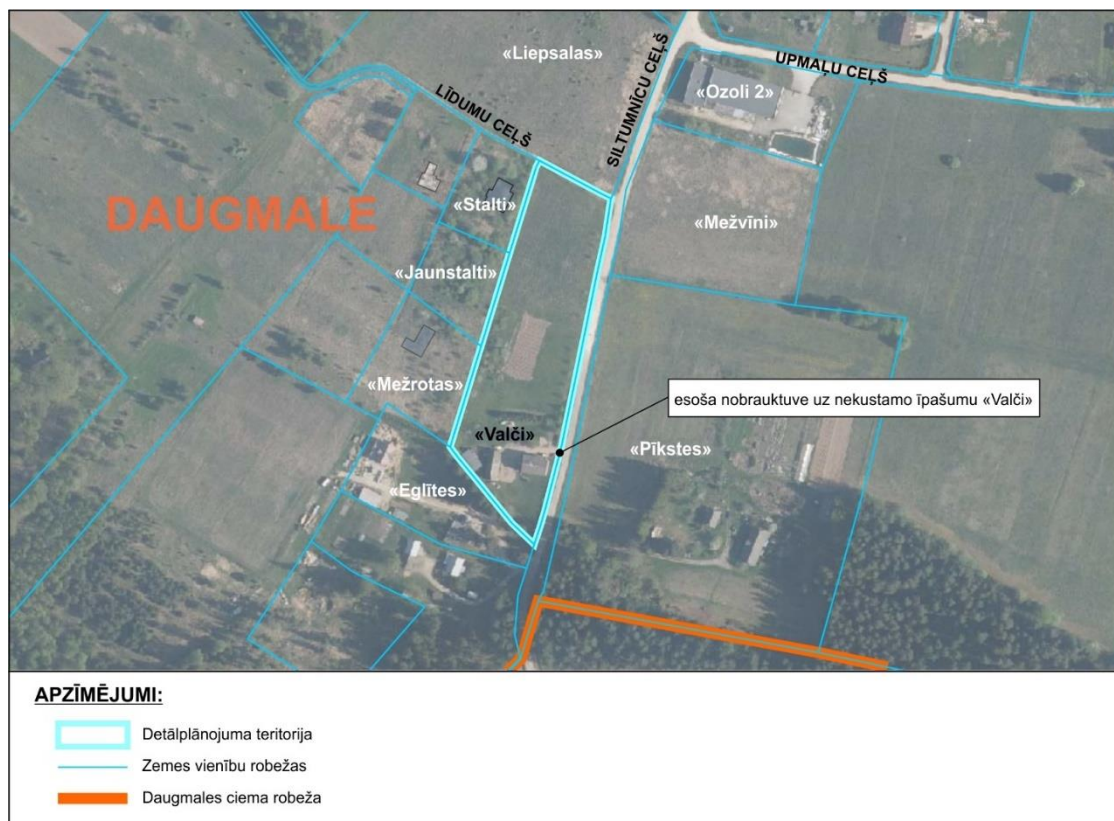 «Liepsalas»
SILTUMNĪCU CEĻŠ
UPMAĻU CEĻŠ
«Ozoli 2»
LĪDUMU CEĻŠ
DAUGMALE
«Stalti»
«Mežvīni»
«Jaunstalti»
«Mežrotas»
esoša nobrauktuve uz nekustamo īpašumu «Valči»
«Valči»
«Pīkstes»
«Eglītes»
APZĪMĒJUMI:
Detālplānojuma teritorija
Zemes vienību robežas
Daugmales ciema robeža